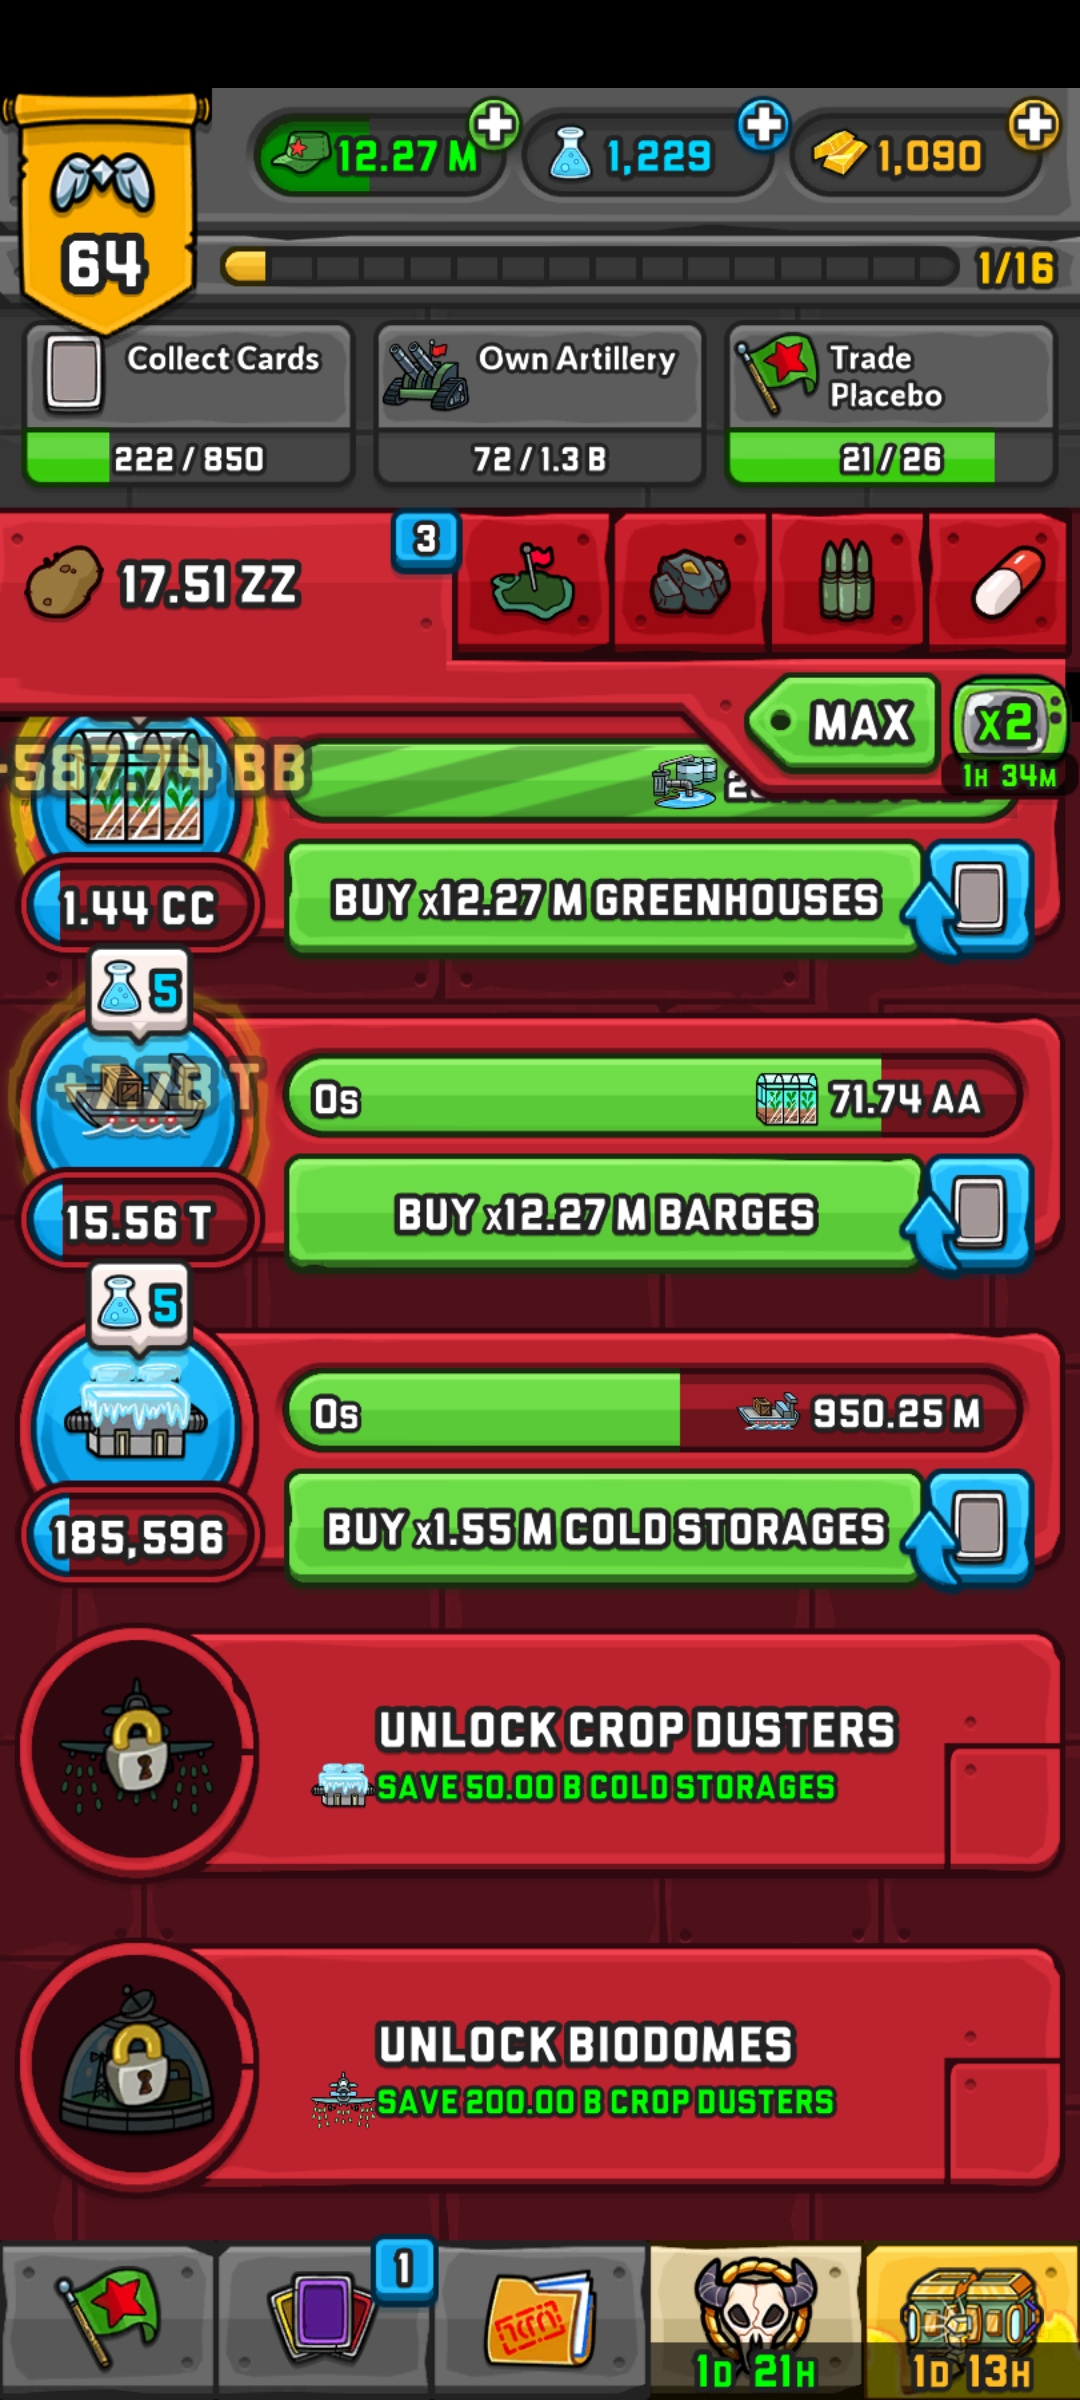 12.27 M
1,229
1,090
64
1/16
Collect Cards
222 / 850
Own Artillery
72 / 1.3 B
Trade
Placebo
21 / 26
17.51 ZZ
3
MAX
x2
1H 34M
-587.74 BB
BUY x12.27 M GREENHOUSES
1.44 CC
5
+7.78 T
0s
71.74 AA
BUY x12.27 M BARGES
15.56 T
5
0s
950.25 M
BUY x1.55 M COLD STORAGES
185,596
UNLOCK CROP DUSTERS
SAVE 50.00 B COLD STORAGES
UNLOCK BIODOMES
SAVE 200.00 B CROP DUSTERS
1
1D 21H
1D 13H